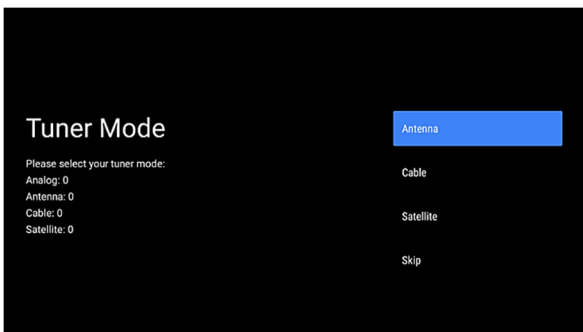 Tuner Mode
Please select your tuner mode:
Analog: 0
Antenna: 0
Cable: 0
Satellite: 0
Antenna
Cable
Satellite
Skip